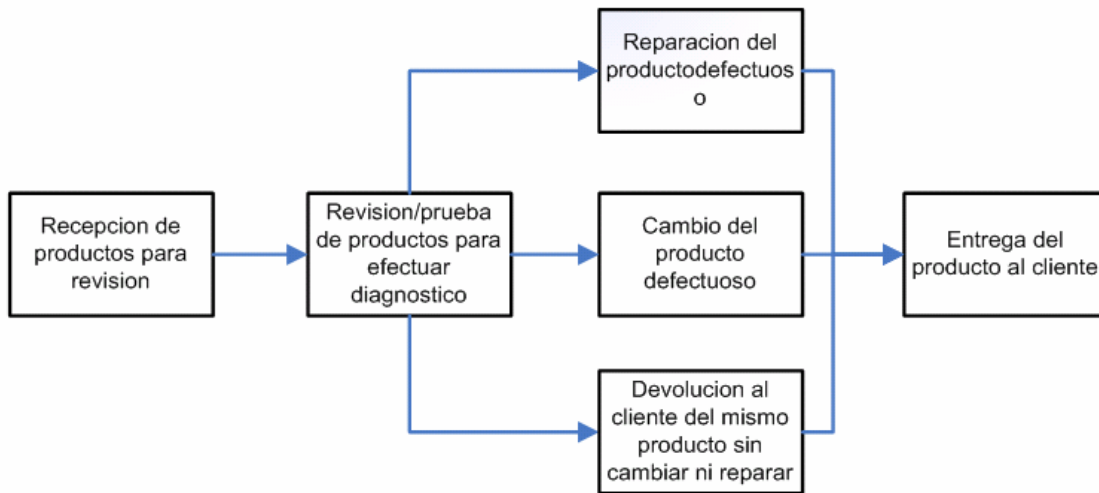 Reparacion del
productodefectuos
o
Recepcion de
productos para
revision
Revision/prueba
de productos para
efectuar
diagnostico
Cambio del
producto
defectuoso
Entrega del
producto al cliente
Devolucion al
cliente del mismo
producto sin
cambiar ni reparar